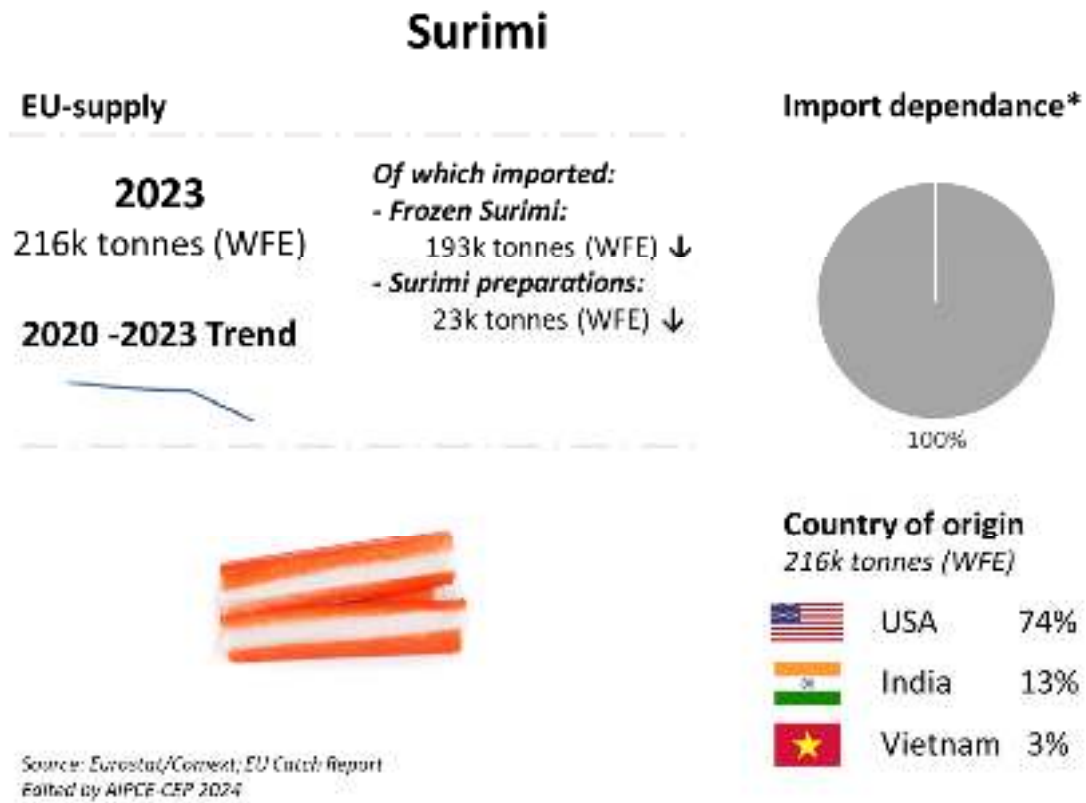 Surimi
EU-supply
2023
216k tonnes (WFE)
Of which imported:
- Frozen Surimi:
193k tonnes (WFE) ↓
- Surimi preparations:
23k tonnes (WFE) ↓
2020 -2023 Trend
Import dependance*
100%
Country of origin
216k tonnes (WFE)
USA 74%
India 13%
Vietnam 3%
Source: Eurostat/Comext; EU Catch Report
Edited by AIPCE-CEP 2024